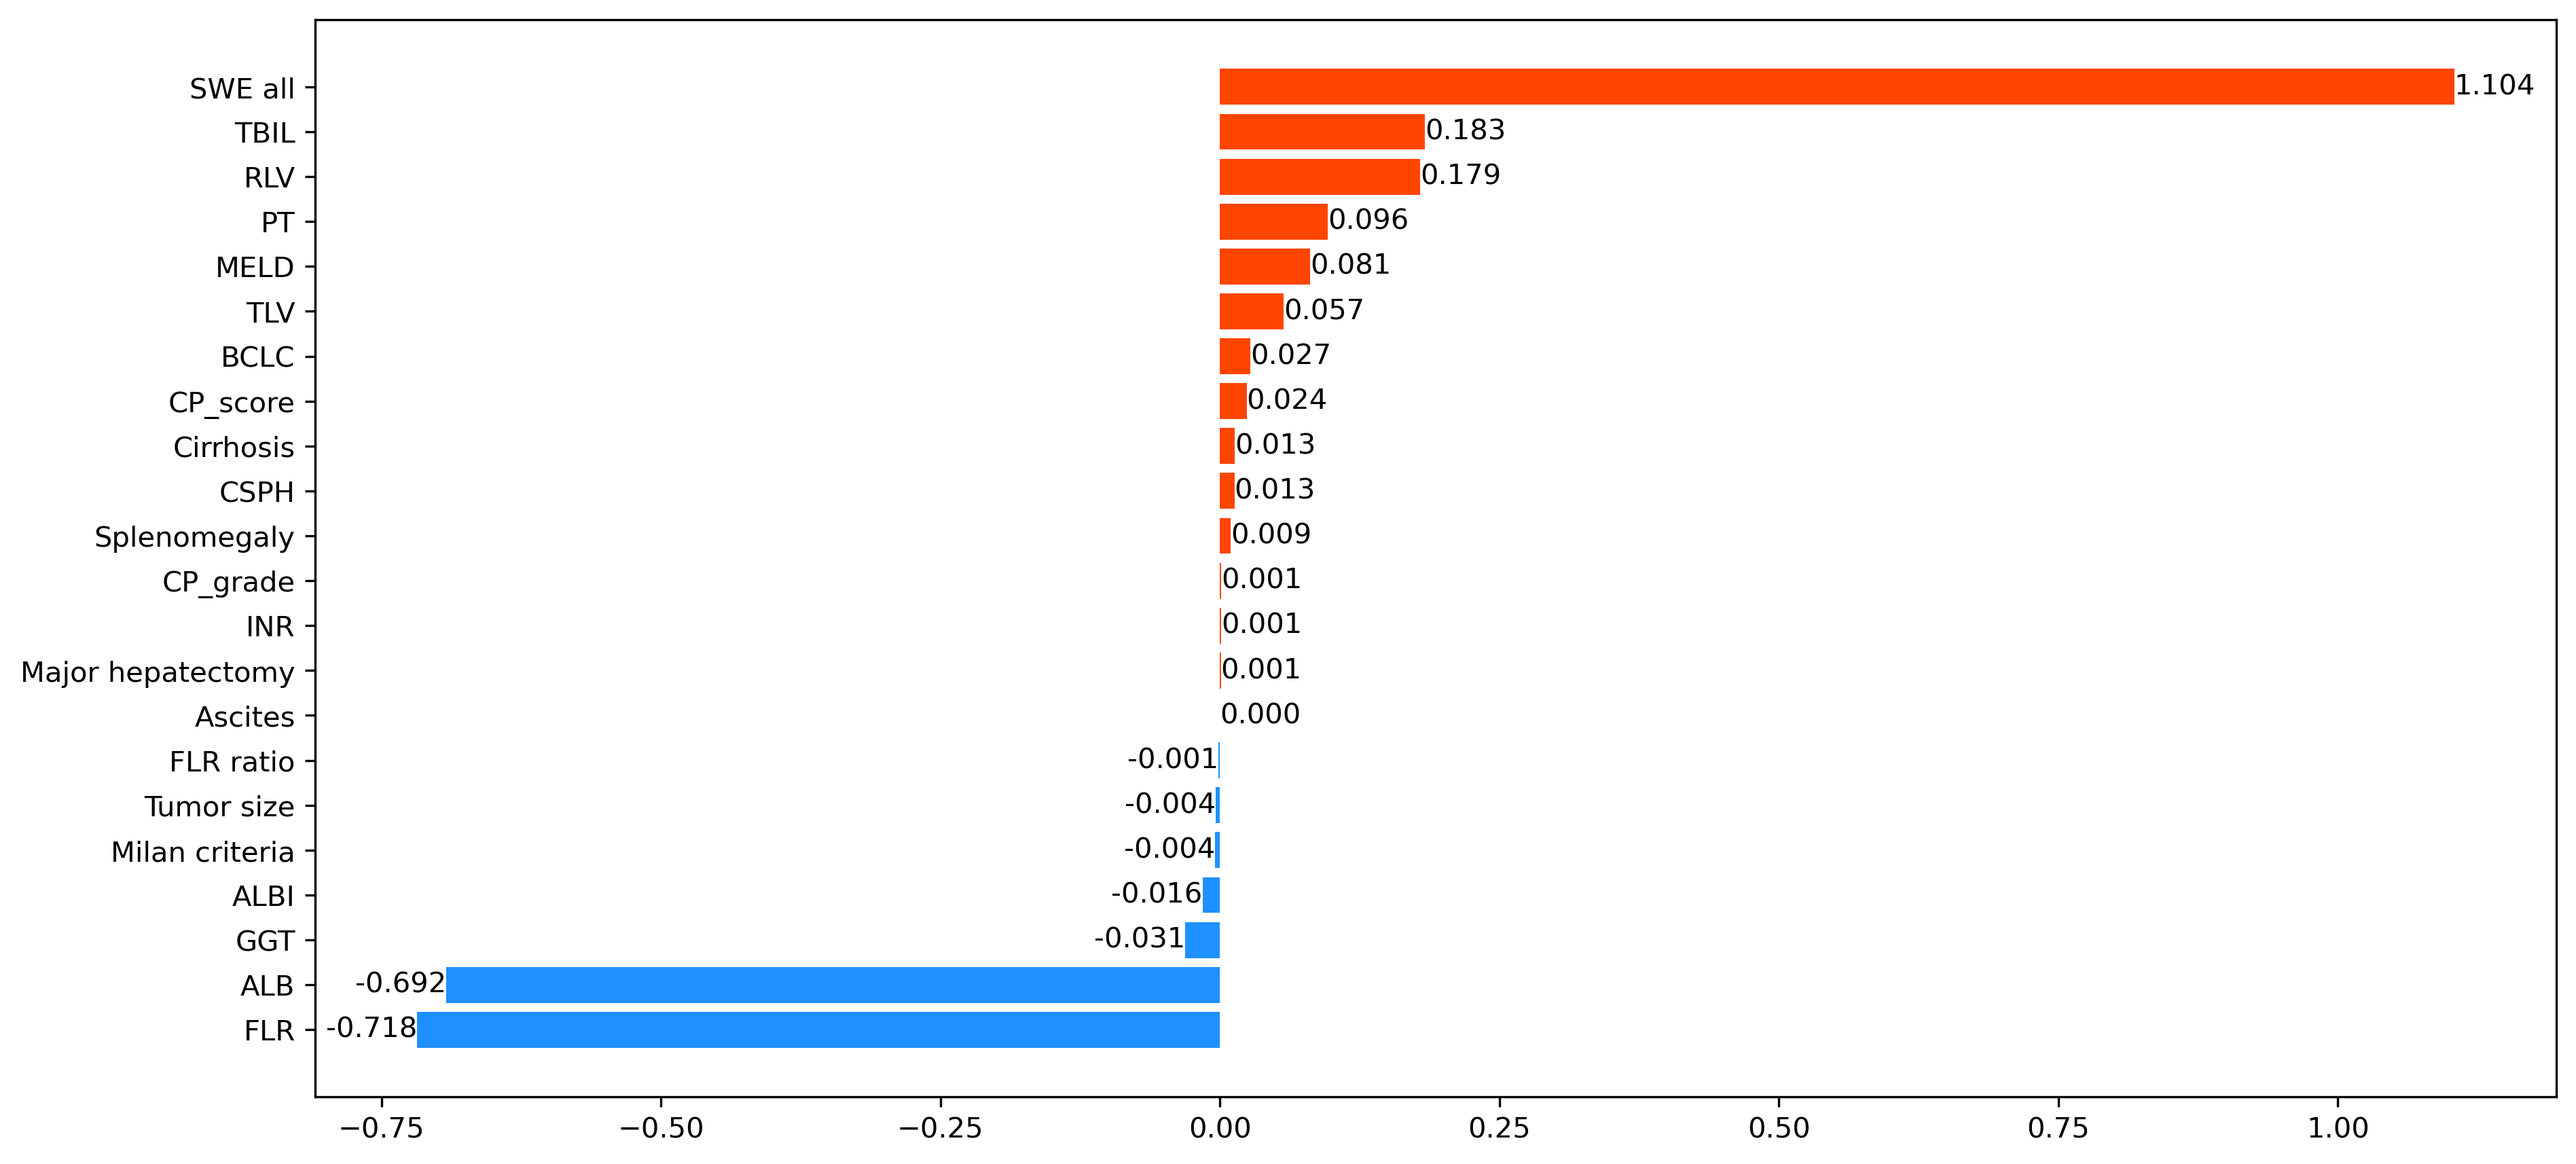 SWE all 1.104
TBIL 0.183
RLV 0.179
PT 0.096
MELD 0.081
TLV 0.057
BCLC 0.027
CP_score 0.024
Cirrhosis 0.013
CSPH 0.013
Splenomegaly 0.009
CP_grade 0.001
INR 0.001
Major hepatectomy 0.001
Ascites 0.000
FLR ratio -0.001
Tumor size -0.004
Milan criteria -0.004
ALBI -0.016
GGT -0.031
ALB -0.692
FLR -0.718
−0.75 −0.50 −0.25 0.00 0.25 0.50 0.75 1.00